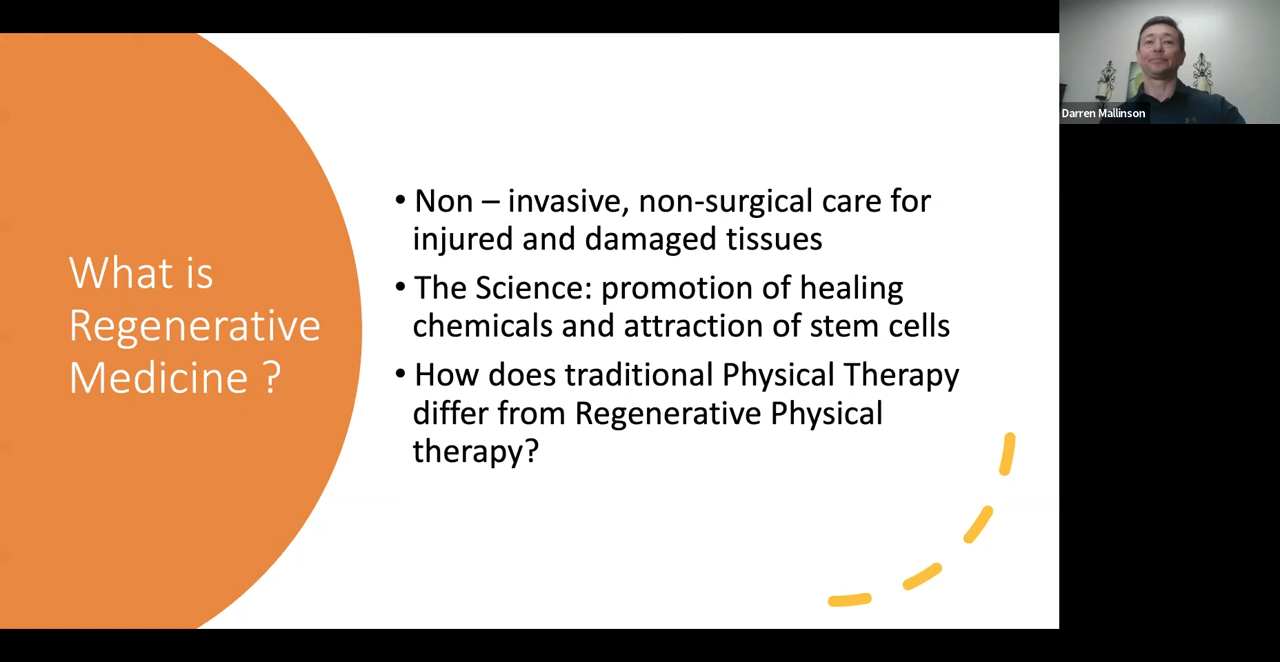 What is
Regenerative
Medicine ?
• Non – invasive, non-surgical care for
injured and damaged tissues
• The Science: promotion of healing
chemicals and attraction of stem cells
• How does traditional Physical Therapy
differ from Regenerative Physical
therapy?
Darren Mallinson